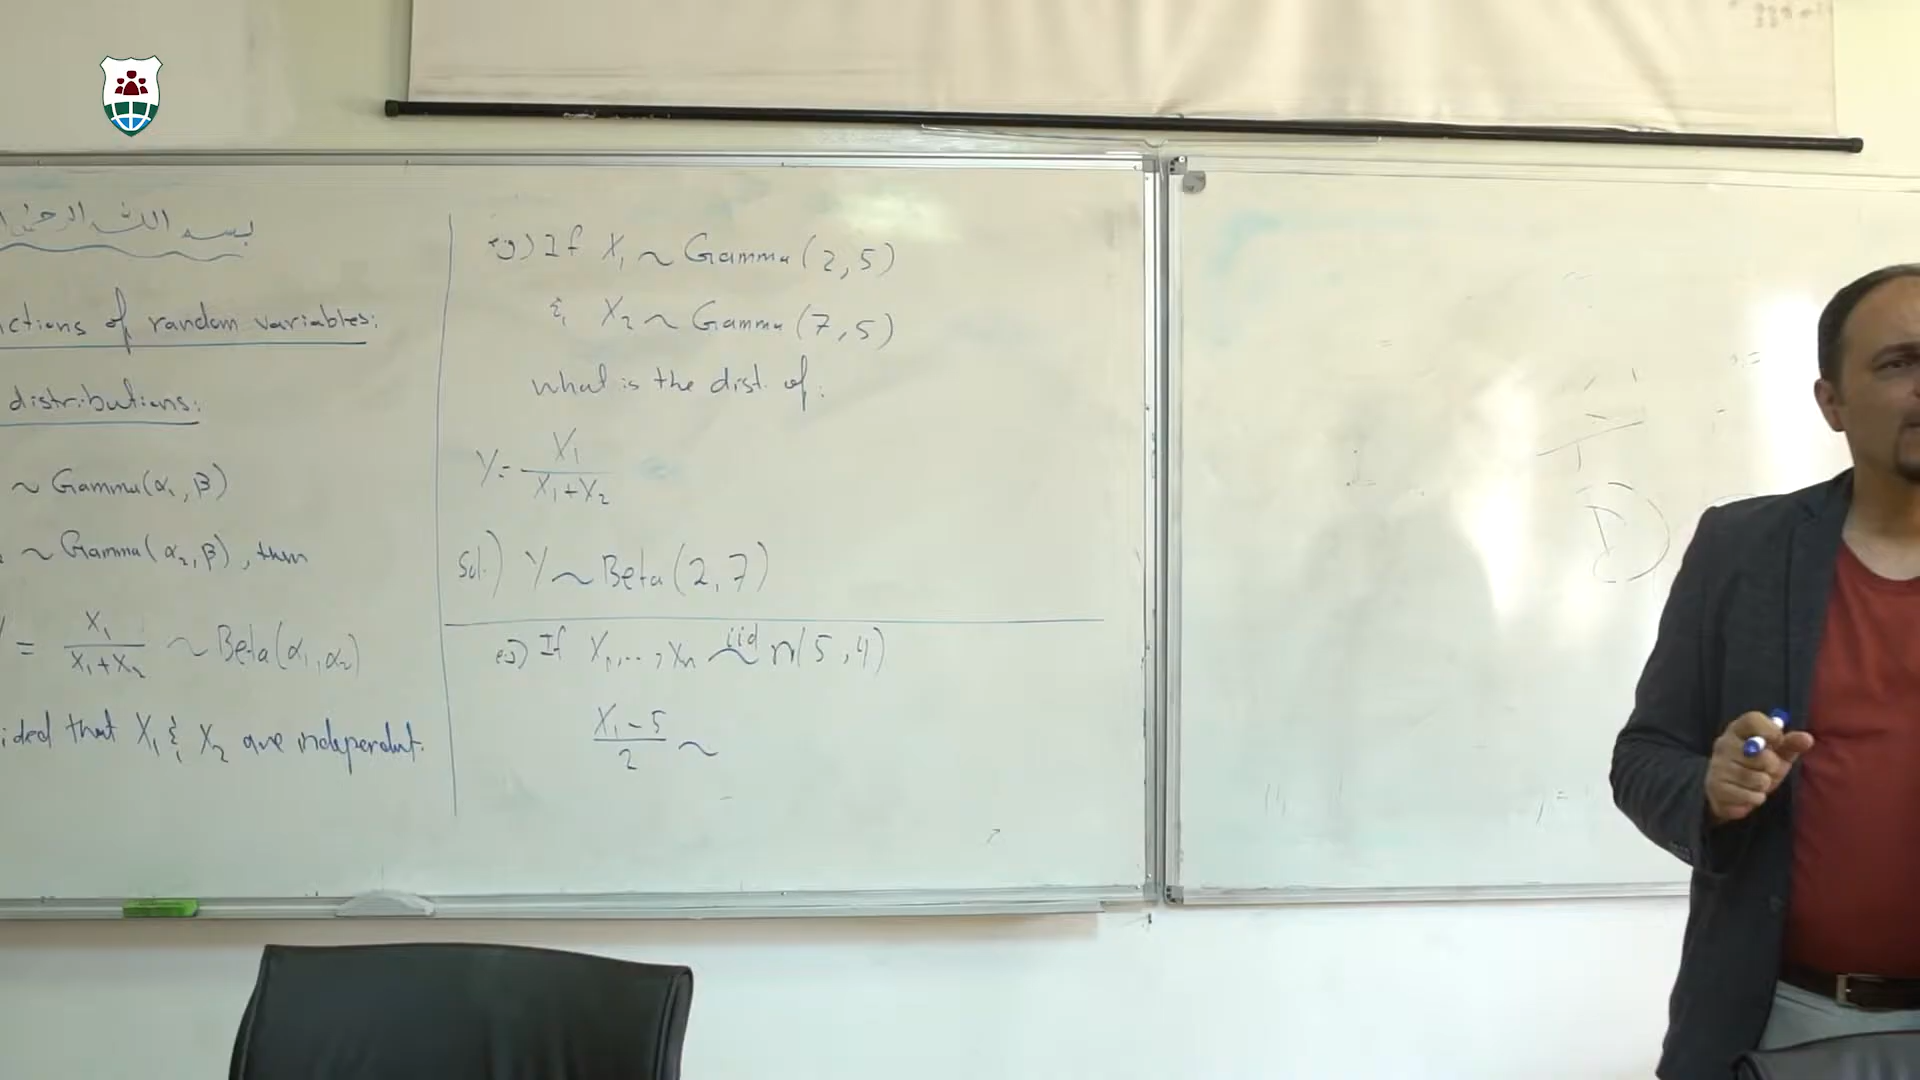 بسم الله الرحمن ا
nctions of random variables:
distributions:
~ Gamma(α₁, β)
₂ ~ Gamma(α₂, β), then
Y = X₁/(X₁+X₂) ~ Beta(α₁, α₂)
ided that X₁ & X₂ are independent.
eg) If X₁ ~ Gamma(2, 5)
& X₂ ~ Gamma(7, 5)
what is the dist. of:
Y = X₁/(X₁+X₂)
Sol.) Y ~ Beta(2, 7)
eg) If X₁, ..., Xn iid ~ n(5, 4)
(X₁ - 5)/2 ~